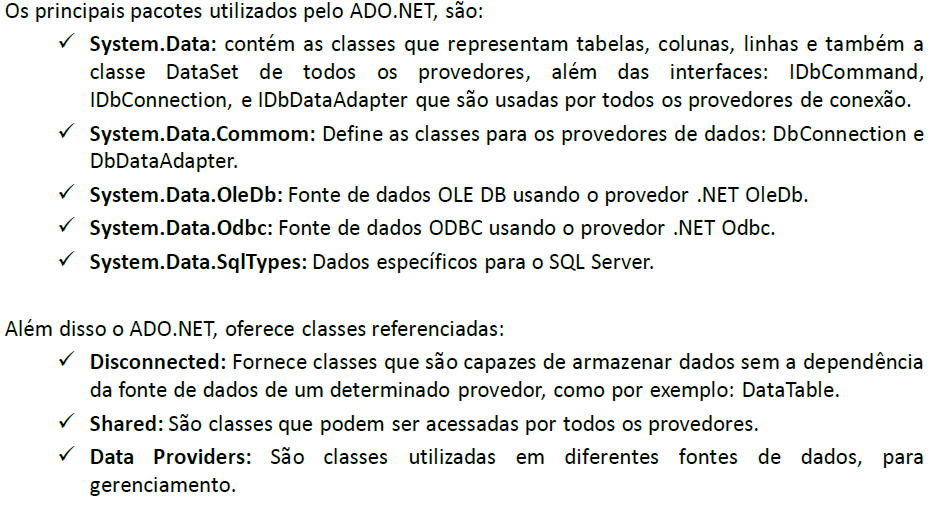 Os principais pacotes utilizados pelo ADO.NET, são:
✓ System.Data: contém as classes que representam tabelas, colunas, linhas e também a
classe DataSet de todos os provedores, além das interfaces: IDbCommand,
IDbConnection, e IDbDataAdapter que são usadas por todos os provedores de conexão.
✓ System.Data.Commom: Define as classes para os provedores de dados: DbConnection e
DbDataAdapter.
✓ System.Data.OleDb: Fonte de dados OLE DB usando o provedor .NET OleDb.
✓ System.Data.Odbc: Fonte de dados ODBC usando o provedor .NET Odbc.
✓ System.Data.SqlTypes: Dados específicos para o SQL Server.
Além disso o ADO.NET, oferece classes referenciadas:
✓ Disconnected: Fornece classes que são capazes de armazenar dados sem a dependência
da fonte de dados de um determinado provedor, como por exemplo: DataTable.
✓ Shared: São classes que podem ser acessadas por todos os provedores.
✓ Data Providers: São classes utilizadas em diferentes fontes de dados, para
gerenciamento.